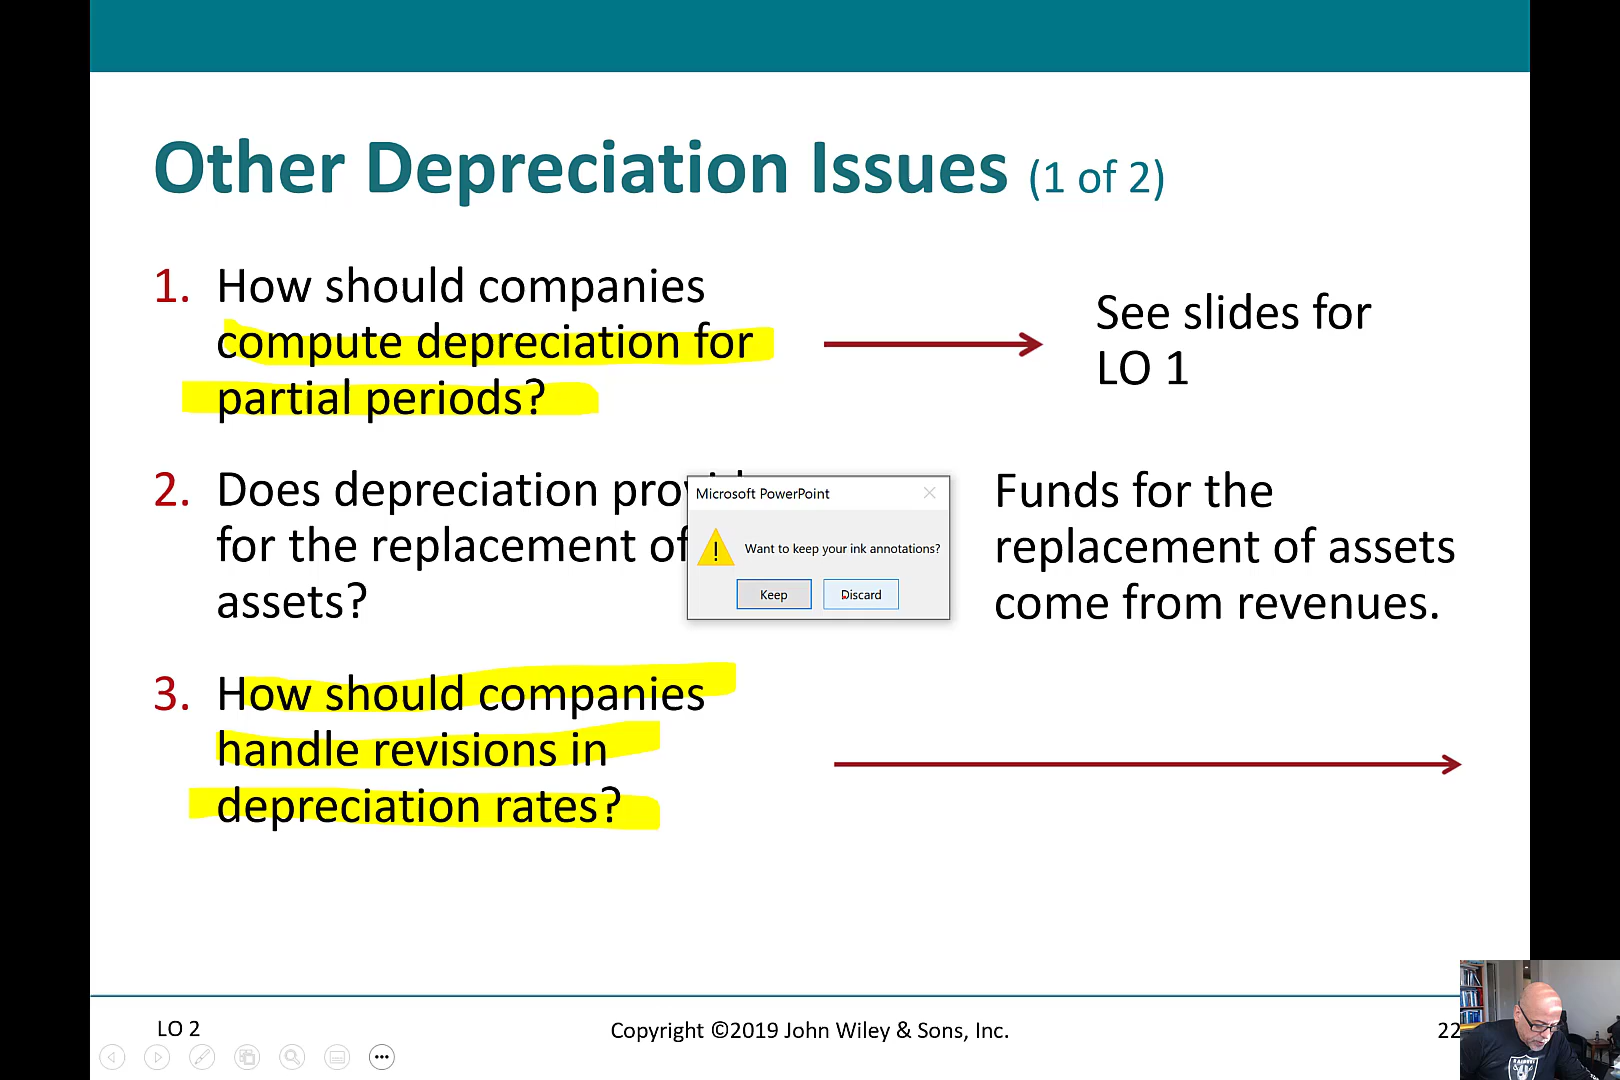 Other Depreciation Issues (1 of 2)
1. How should companies
compute depreciation for
partial periods?
See slides for
LO 1
2. Does depreciation
for the replacement of
assets?
Microsoft PowerPoint
Want to keep your ink annotations?
Keep
Discard
Funds for the
replacement of assets
come from revenues.
3. How should companies
handle revisions in
depreciation rates?
LO 2
Copyright ©2019 John Wiley & Sons, Inc.
22
RAIDERS